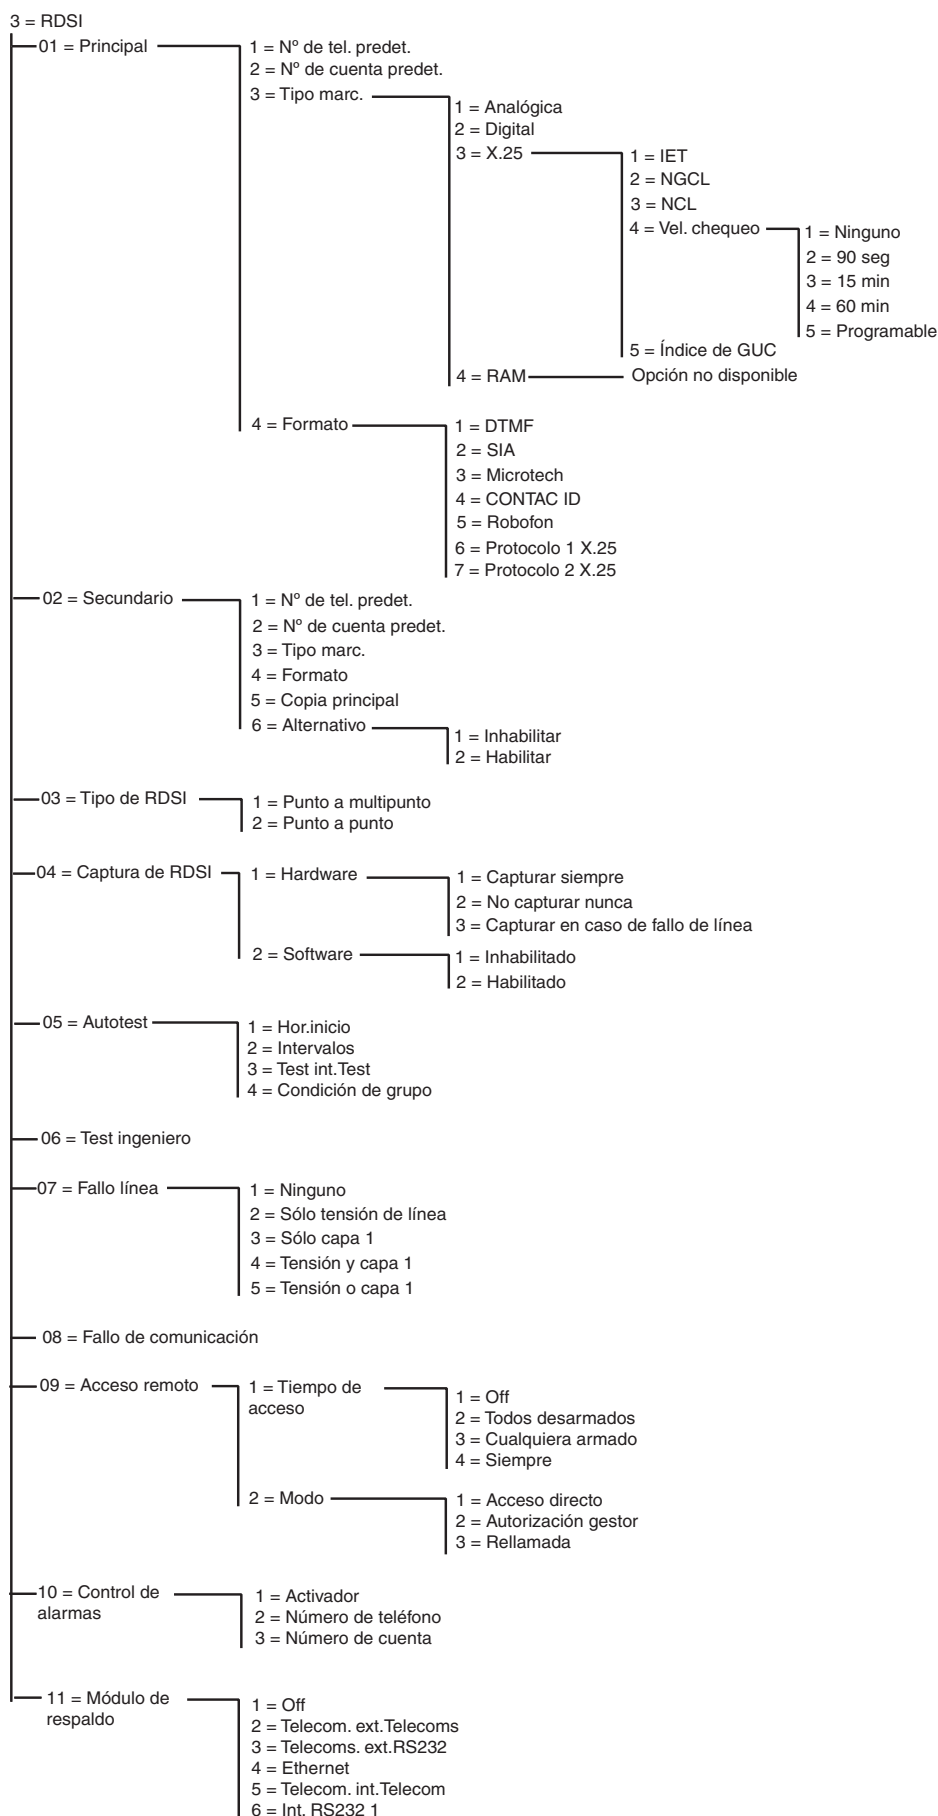 3 = RDSI
01 = Principal
1 = Nº de tel. predet.
2 = Nº de cuenta predet.
3 = Tipo marc.
1 = Analógica
2 = Digital
3 = X.25
1 = IET
2 = NGCL
3 = NCL
4 = Vel. chequeo
1 = Ninguno
2 = 90 seg
3 = 15 min
4 = 60 min
5 = Programable
5 = Índice de GUC
4 = RAM
Opción no disponible
4 = Formato
1 = DTMF
2 = SIA
3 = Microtech
4 = CONTAC ID
5 = Robofon
6 = Protocolo 1 X.25
7 = Protocolo 2 X.25
02 = Secundario
1 = Nº de tel. predet.
2 = Nº de cuenta predet.
3 = Tipo marc.
4 = Formato
5 = Copia principal
6 = Alternativo
1 = Inhabilitar
2 = Habilitar
03 = Tipo de RDSI
1 = Punto a multipunto
2 = Punto a punto
04 = Captura de RDSI
1 = Hardware
1 = Capturar siempre
2 = No capturar nunca
3 = Capturar en caso de fallo de línea
2 = Software
1 = Inhabilitado
2 = Habilitado
05 = Autotest
1 = Hor.inicio
2 = Intervalos
3 = Test int.Test
4 = Condición de grupo
06 = Test ingeniero
07 = Fallo línea
1 = Ninguno
2 = Sólo tensión de línea
3 = Sólo capa 1
4 = Tensión y capa 1
5 = Tensión o capa 1
08 = Fallo de comunicación
09 = Acceso remoto
1 = Tiempo de
acceso
1 = Off
2 = Todos desarmados
3 = Cualquiera armado
4 = Siempre
2 = Modo
1 = Acceso directo
2 = Autorización gestor
3 = Rellamada
10 = Control de
alarmas
1 = Activador
2 = Número de teléfono
3 = Número de cuenta
11 = Módulo de
respaldo
1 = Off
2 = Telecom. ext.Telecoms
3 = Telecoms. ext.RS232
4 = Ethernet
5 = Telecom. int.Telecom
6 = Int. RS232 1